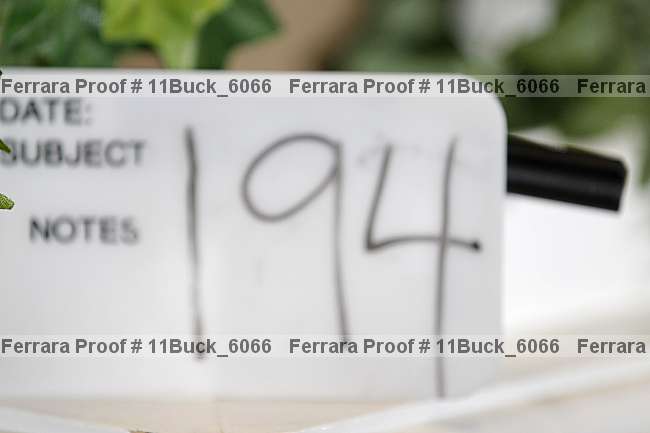 Ferrara Proof # 11Buck_6066 Ferrara Proof # 11Buck_6066 Ferrara
DATE:
SUBJECT
194
NOTES
Ferrara Proof # 11Buck_6066 Ferrara Proof # 11Buck_6066 Ferrara